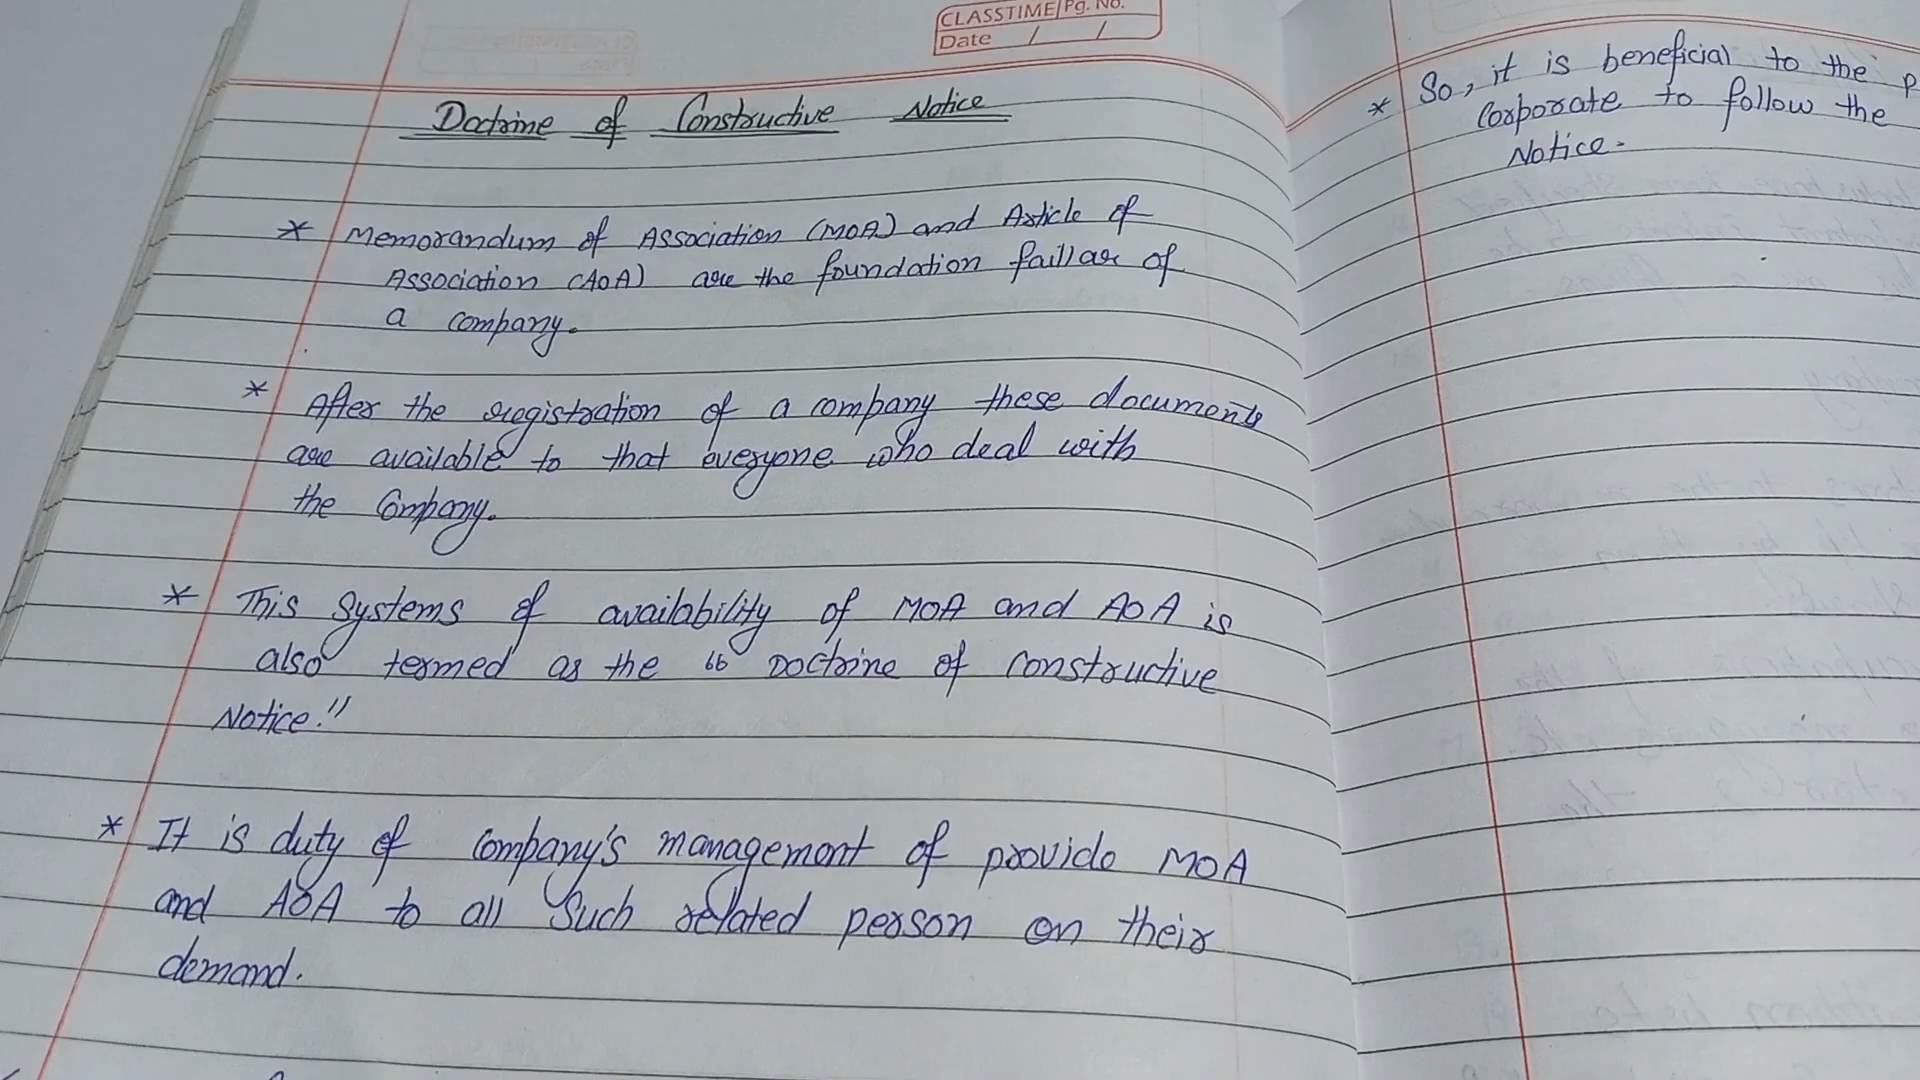 CLASSTIME Pg. No.
Date / /
Doctrine of Constructive Notice
* Memorandum of Association (MOA) and Article of
Association (AOA) are the foundation faillar of
a company.
* After the registration of a company these documents
are available to that everyone who deal with
the Company.
* This Systems of availability of MOA and AOA is
also termed as the “ Doctrine of constructive
Notice."
* It is duty of Company's management of provide MOA
and AOA to all Such related person on their
demand.
* So, it is beneficial to the
Corporate to follow the
Notice.